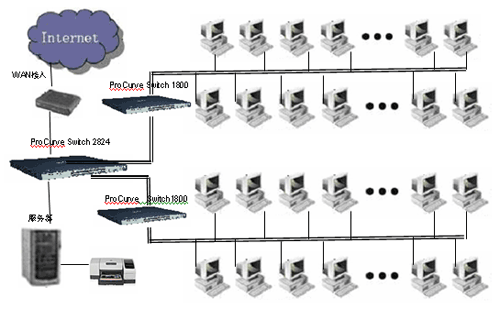 Internet
WAN接入
ProCurve Switch 1800
ProCurve Switch 2824
ProCurve Switch1800
服务器